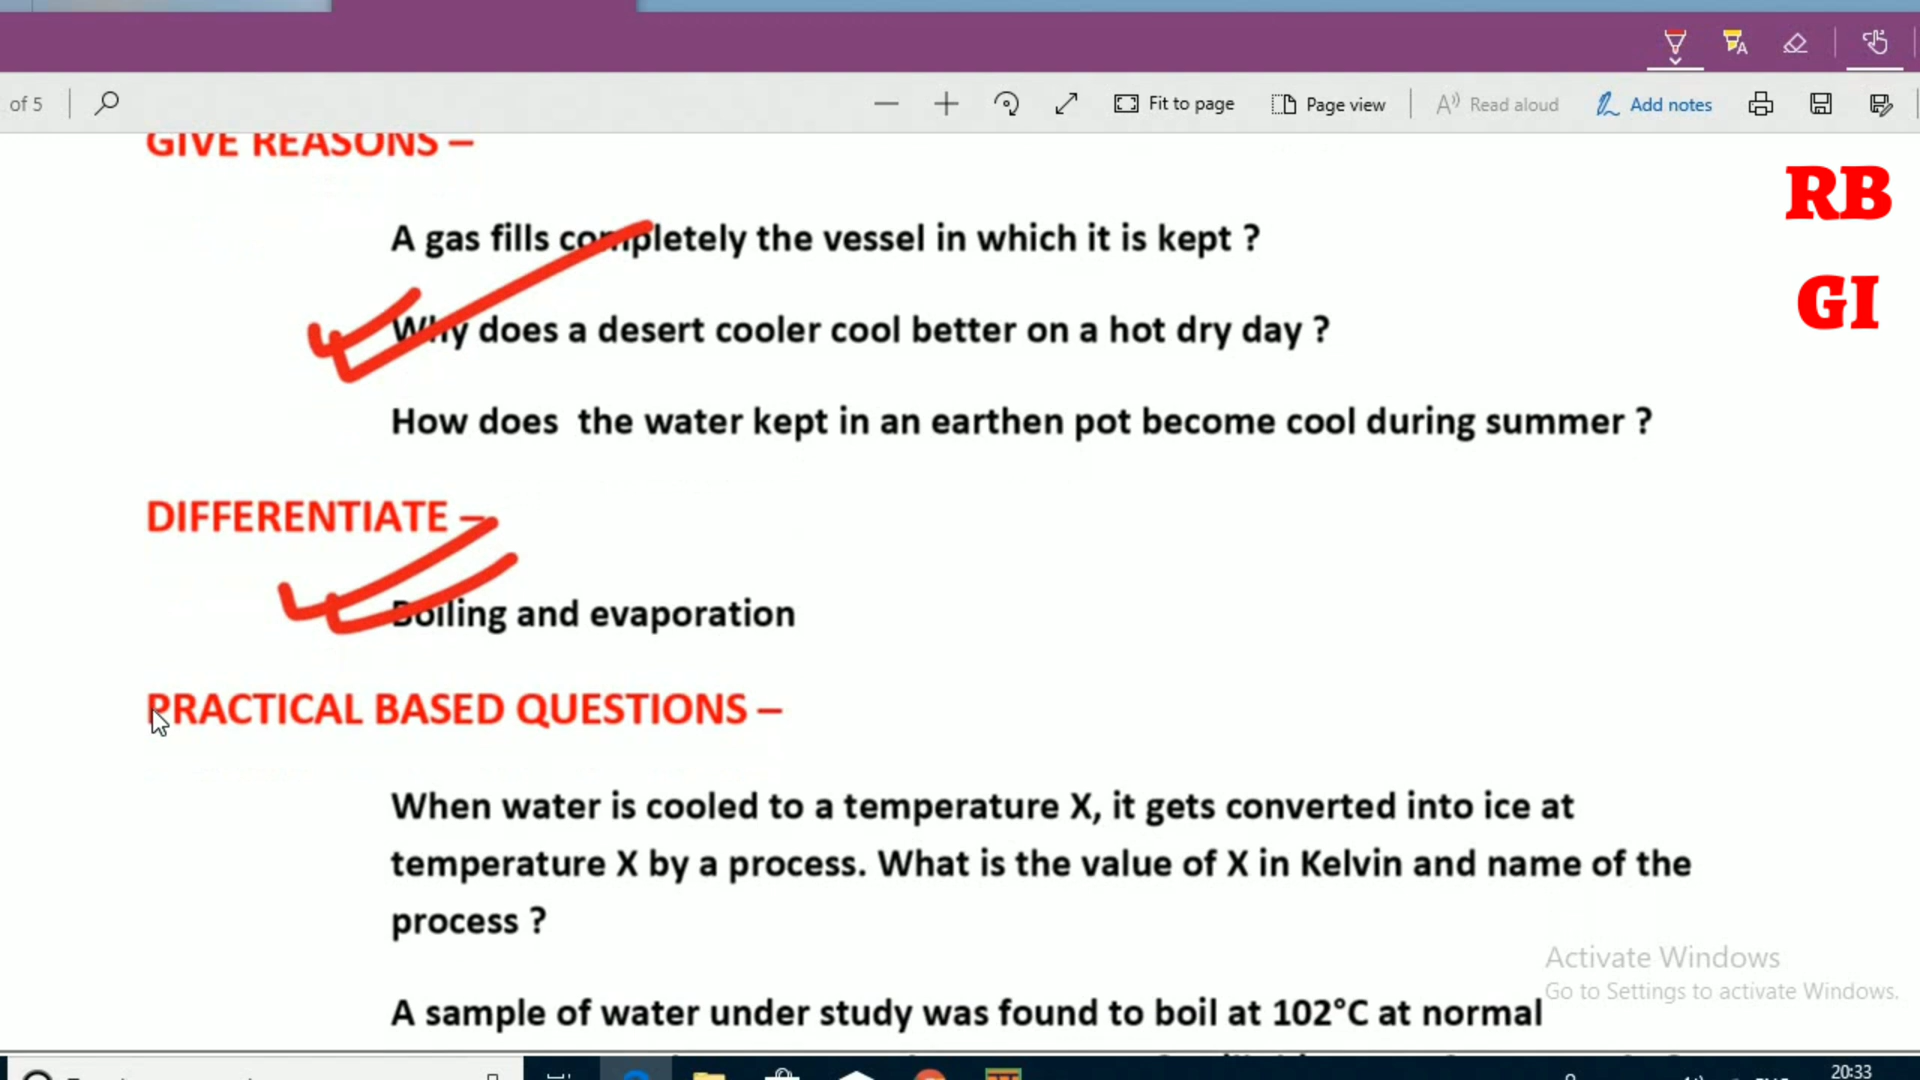 of 5
Fit to page
Page view
Read aloud
Add notes
GIVE REASONS –
RB
GI
A gas fills completely the vessel in which it is kept ?
Why does a desert cooler cool better on a hot dry day ?
How does the water kept in an earthen pot become cool during summer ?
DIFFERENTIATE –
Boiling and evaporation
PRACTICAL BASED QUESTIONS –
When water is cooled to a temperature X, it gets converted into ice at
temperature X by a process. What is the value of X in Kelvin and name of the
process ?
Activate Windows
Go to Settings to activate Windows.
A sample of water under study was found to boil at 102°C at normal
20:33